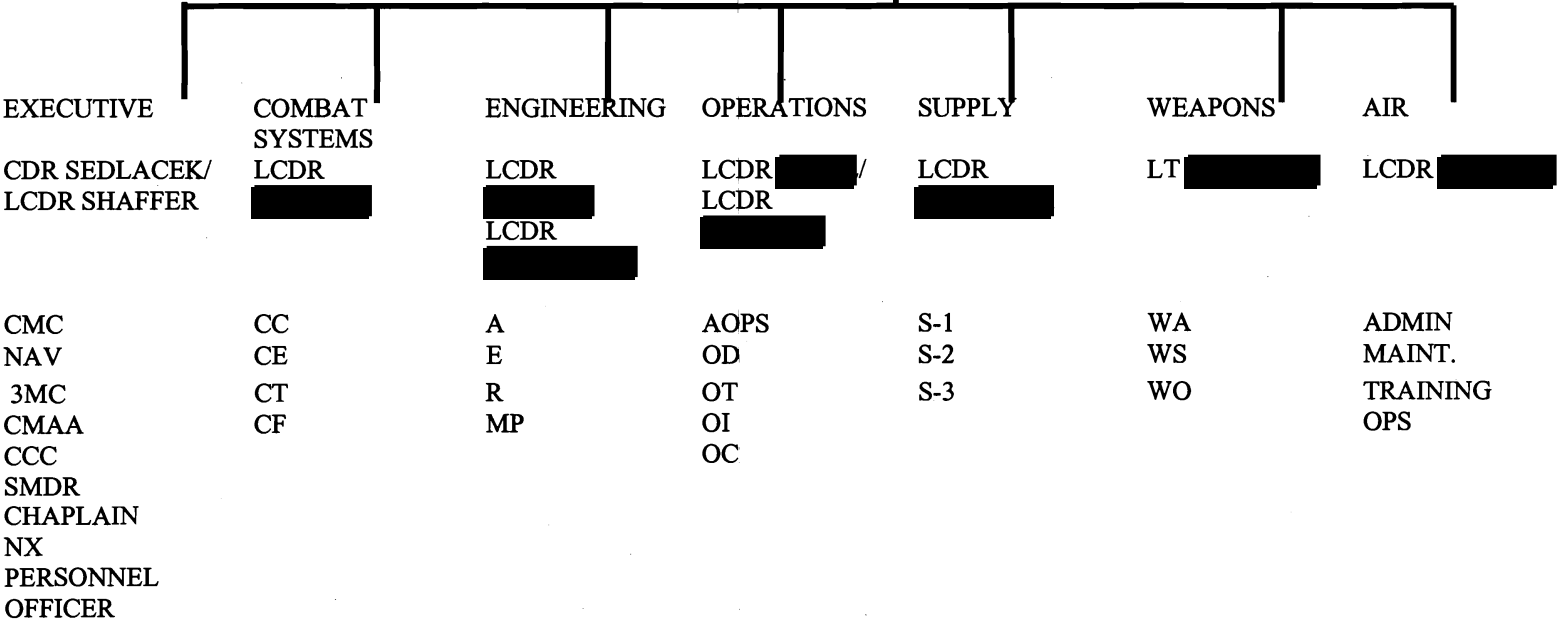 EXECUTIVE COMBAT ENGINEERING OPERATIONS SUPPLY WEAPONS AIR
SYSTEMS
CDR SEDLACEK/ LCDR LCDR LCDR / LCDR LT LCDR
LCDR SHAFFER LCDR
LCDR
CMC CC A AOPS S-1 WA ADMIN
NAV CE E OD S-2 WS MAINT.
3MC CT R OT S-3 WO TRAINING
CMAA CF MP OI OPS
CCC OC
SMDR
CHAPLAIN
NX
PERSONNEL
OFFICER